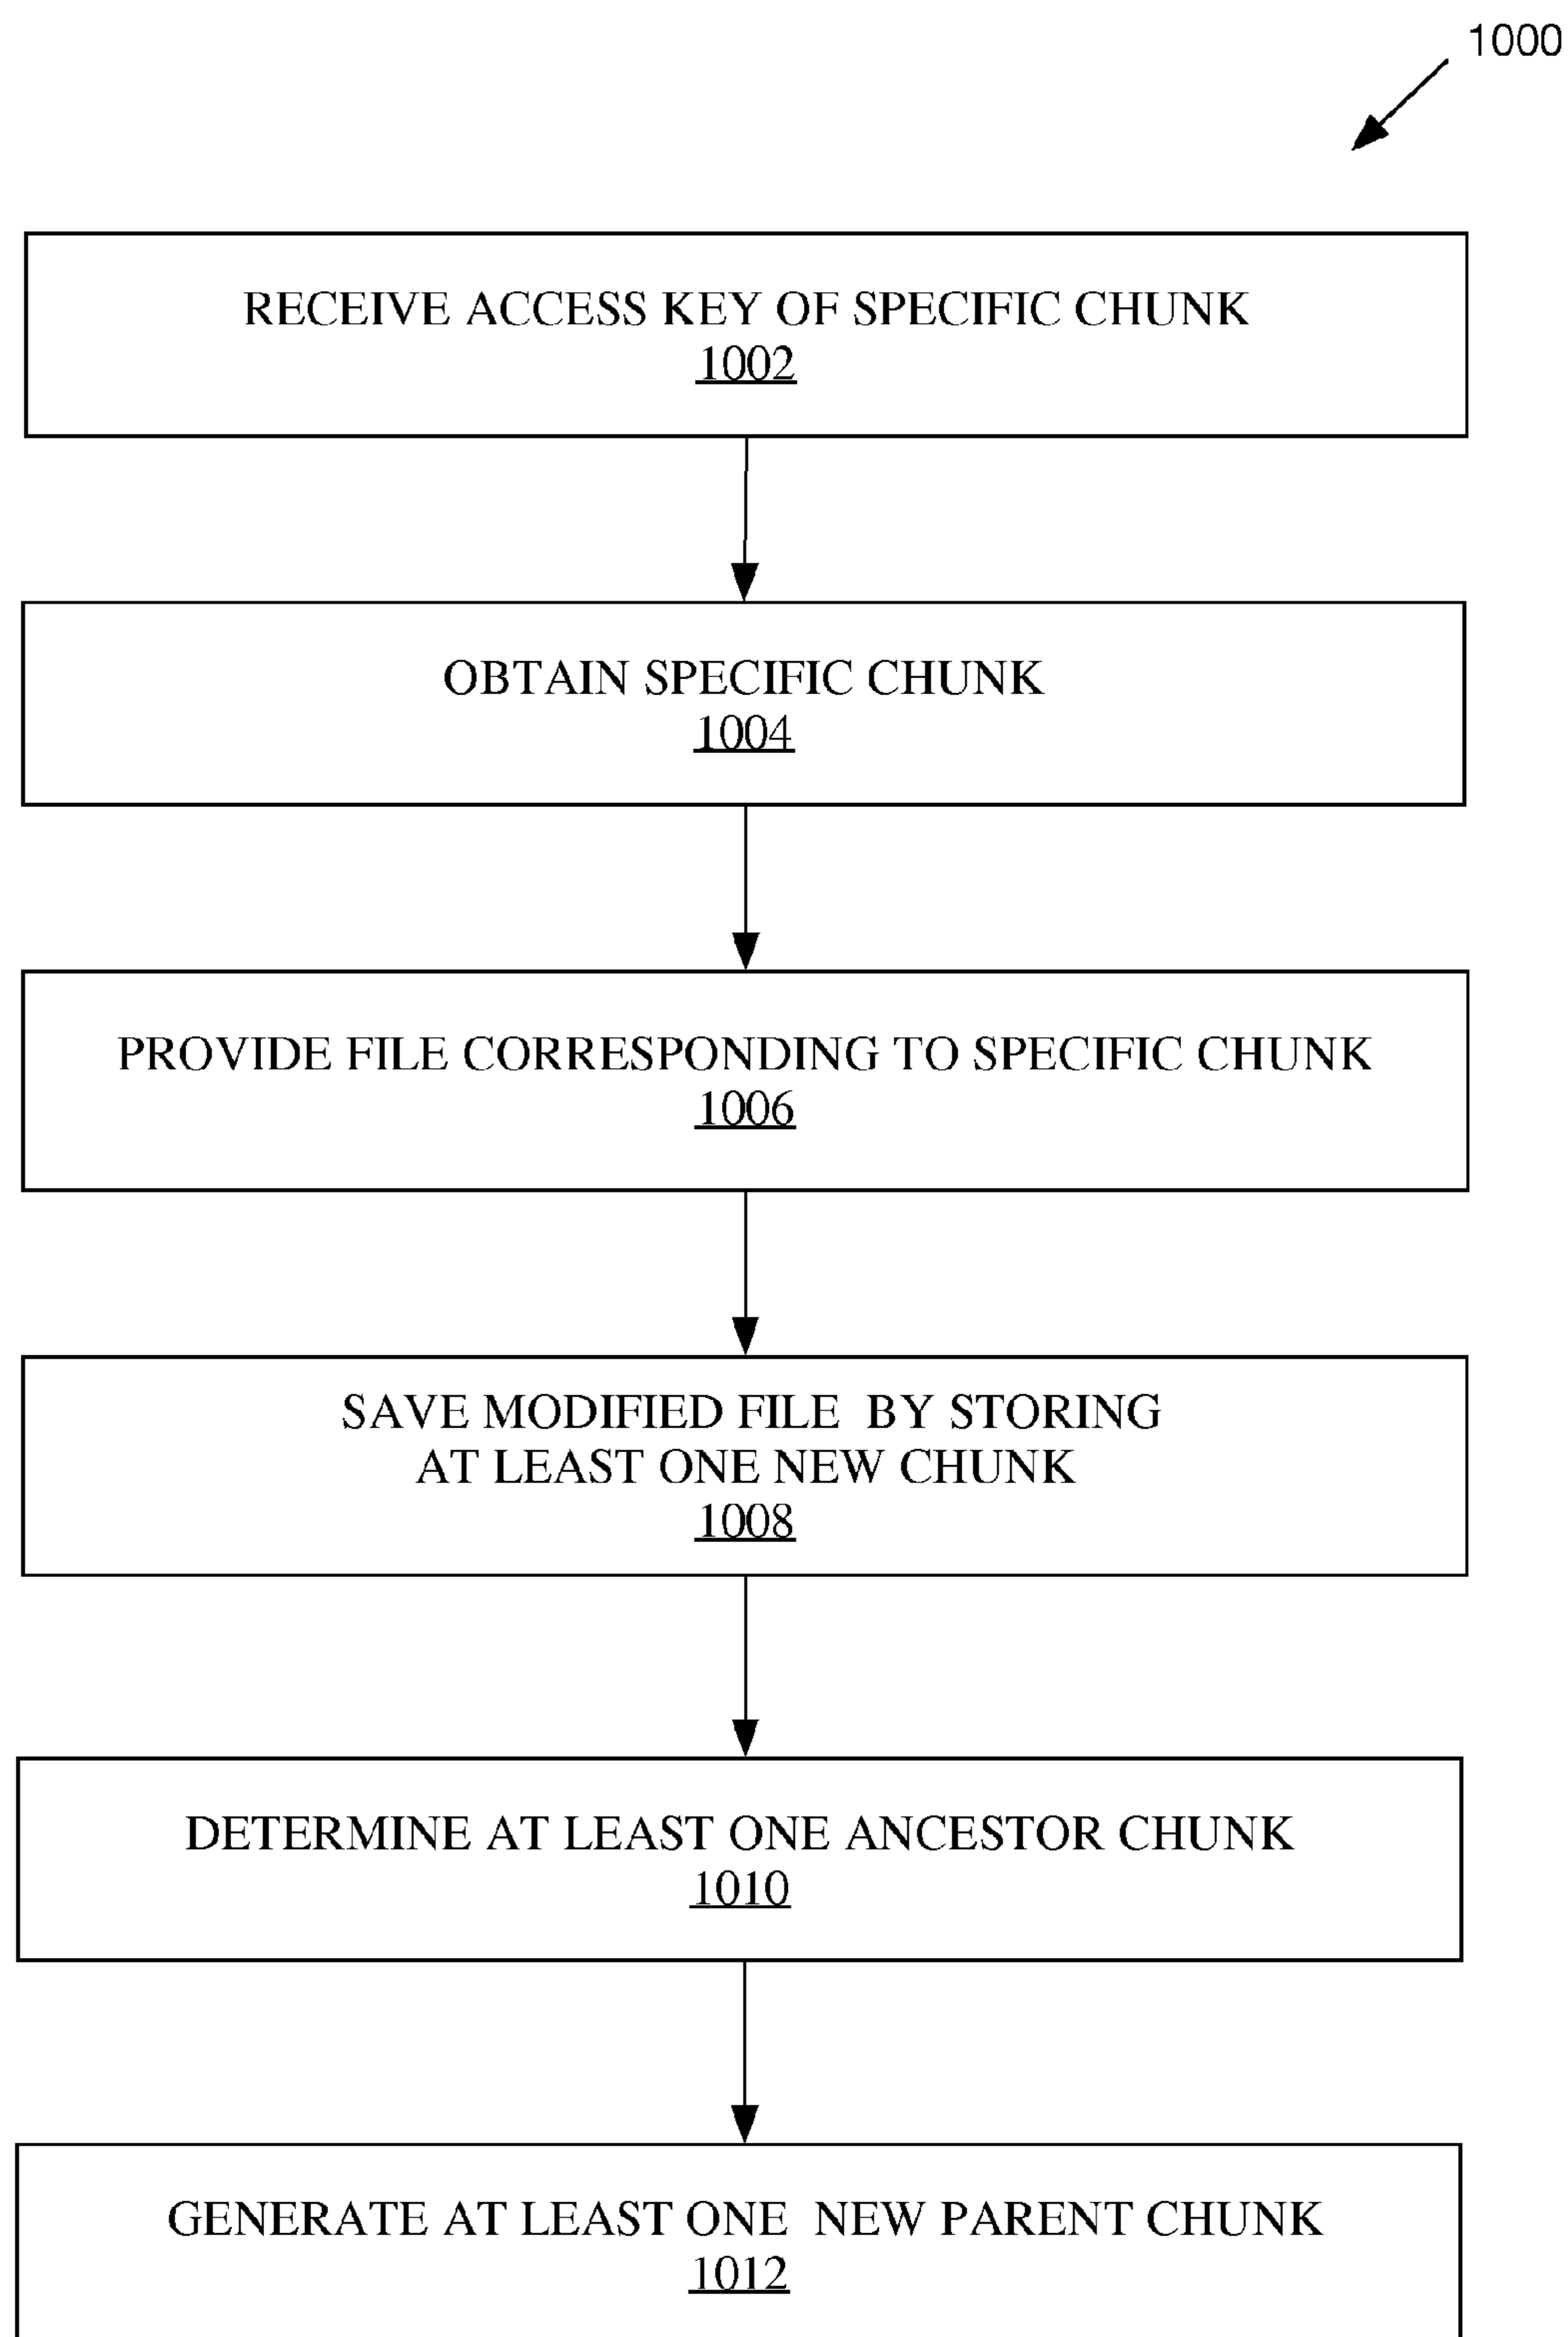 1000
RECEIVE ACCESS KEY OF SPECIFIC CHUNK
1002
OBTAIN SPECIFIC CHUNK
1004
PROVIDE FILE CORRESPONDING TO SPECIFIC CHUNK
1006
SAVE MODIFIED FILE BY STORING
AT LEAST ONE NEW CHUNK
1008
DETERMINE AT LEAST ONE ANCESTOR CHUNK
1010
GENERATE AT LEAST ONE NEW PARENT CHUNK
1012